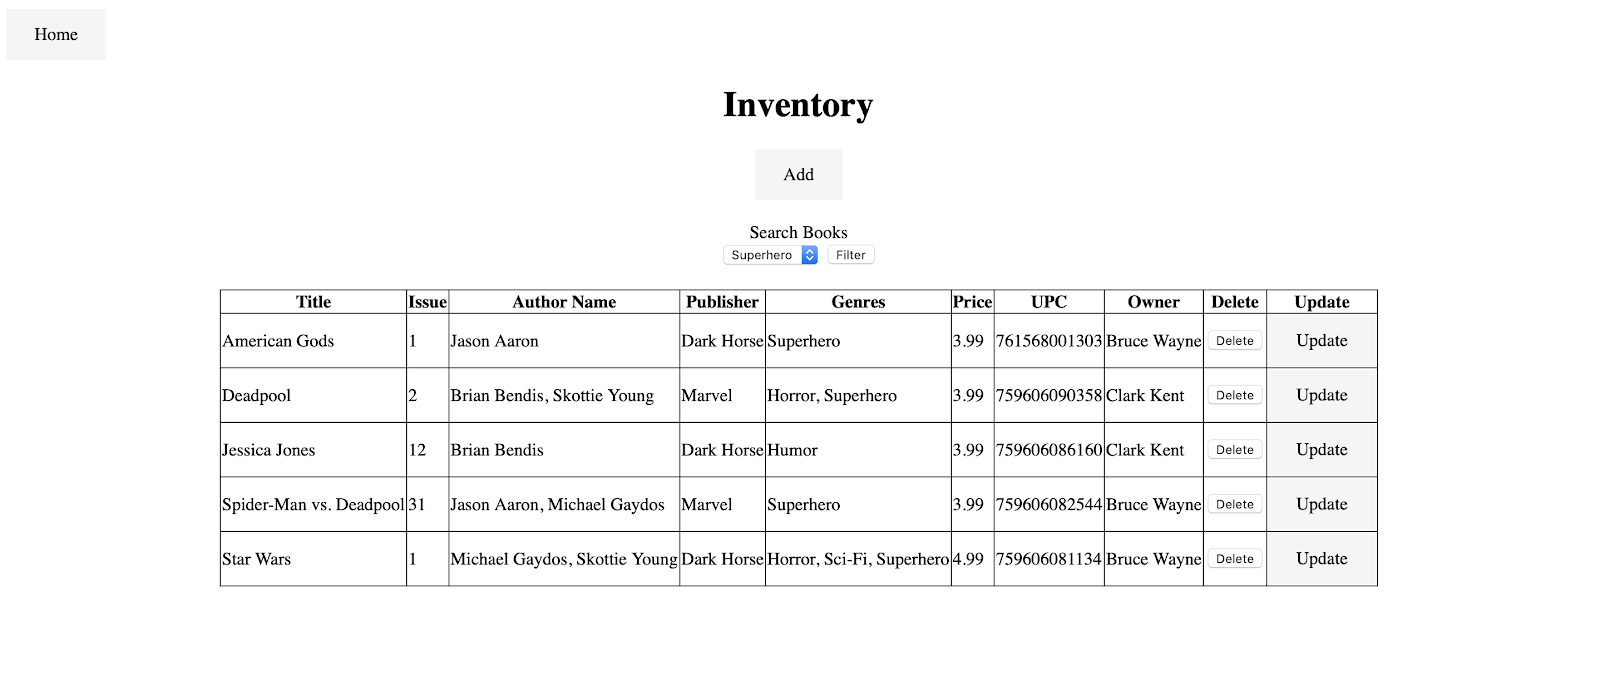 Home
Inventory
Add
Search Books
Superhero Filter
Title Issue Author Name Publisher Genres Price UPC Owner Delete Update
American Gods 1 Jason Aaron Dark Horse Superhero 3.99 761568001303 Bruce Wayne Delete Update
Deadpool 2 Brian Bendis, Skottie Young Marvel Horror, Superhero 3.99 759606090358 Clark Kent Delete Update
Jessica Jones 12 Brian Bendis Dark Horse Humor 3.99 759606086160 Clark Kent Delete Update
Spider-Man vs. Deadpool 31 Jason Aaron, Michael Gaydos Marvel Superhero 3.99 759606082544 Bruce Wayne Delete Update
Star Wars 1 Michael Gaydos, Skottie Young Dark Horse Horror, Sci-Fi, Superhero 4.99 759606081134 Bruce Wayne Delete Update